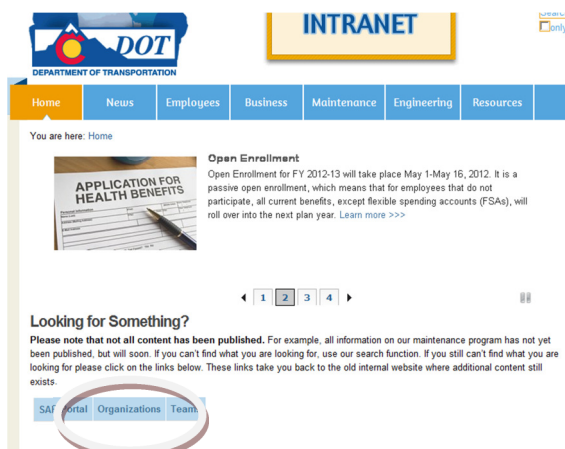 INTRANET
only
DOT
DEPARTMENT OF TRANSPORTATION
Home News Employees Business Maintenance Engineering Resources
You are here: Home
APPLICATION FOR
HEALTH BENEFITS
Open Enrollment
Open Enrollment for FY 2012-13 will take place May 1-May 16, 2012. It is a
passive open enrollment, which means that for employees that do not
participate, all current benefits, except flexible spending accounts (FSAs), will
roll over into the next plan year. Learn more >>>
1 2 3 4
Looking for Something?
Please note that not all content has been published. For example, all information on our maintenance program has not yet
been published, but will soon. If you can't find what you are looking for, use our search function. If you still can't find what you are
looking for please click on the links below. These links take you back to the old internal website where additional content still
exists.
Organizations